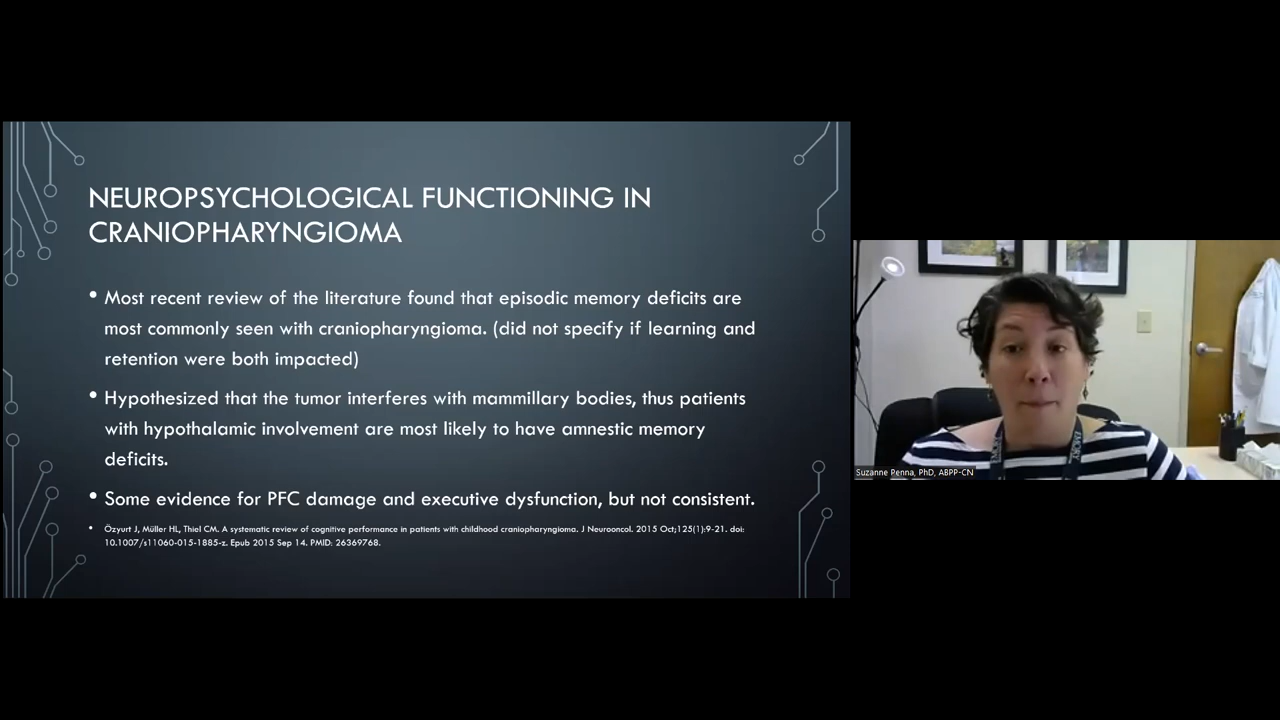 NEUROPSYCHOLOGICAL FUNCTIONING IN
CRANIOPHARYNGIOMA
• Most recent review of the literature found that episodic memory deficits are
most commonly seen with craniopharyngioma. (did not specify if learning and
retention were both impacted)
• Hypothesized that the tumor interferes with mammillary bodies, thus patients
with hypothalamic involvement are most likely to have amnestic memory
deficits.
• Some evidence for PFC damage and executive dysfunction, but not consistent.
• Özyurt J, Müller HL, Thiel CM. A systematic review of cognitive performance in patients with childhood craniopharyngioma. J Neurooncol. 2015 Oct;125(1):9-21. doi:
10.1007/s11060-015-1885-z. Epub 2015 Sep 14. PMID: 26369768.
EMORY
Suzanne Penna, PhD, ABPP-CN